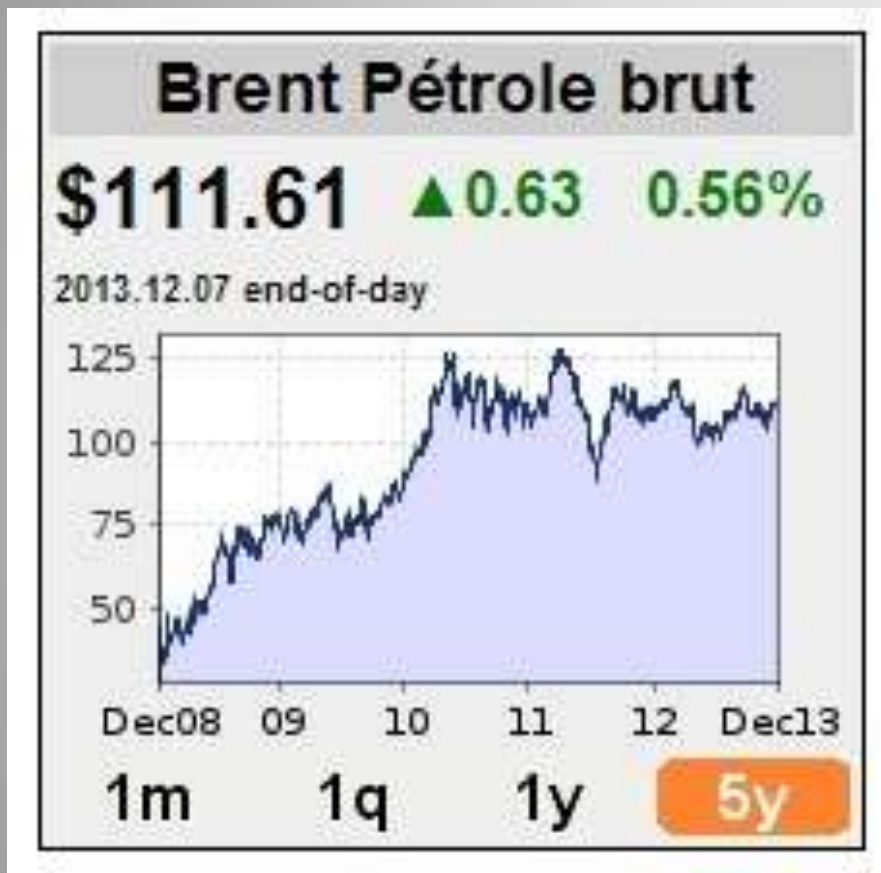 Brent Pétrole brut
$111.61 ▲0.63 0.56%
2013.12.07 end-of-day
125
100
75
50
Dec08 09 10 11 12 Dec13
1m 1q 1y 5y